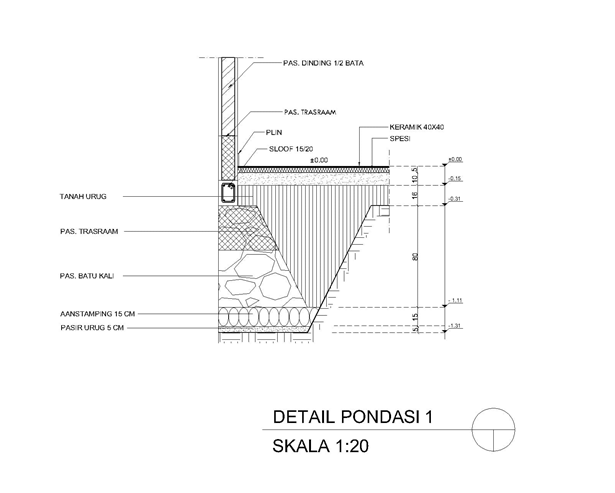 PAS. DINDING 1/2 BATA
PAS. TRASRAAM
KERAMIK 40X40
PLIN
SPESI
SLOOF 15/20
±0.00
±0.00
5
10
-0.15
16
TANAH URUG
-0.31
PAS. TRASRAAM
80
PAS. BATU KALI
-1.11
AANSTAMPING 15 CM
15
PASIR URUG 5 CM
5
-1.31
DETAIL PONDASI 1
SKALA 1:20